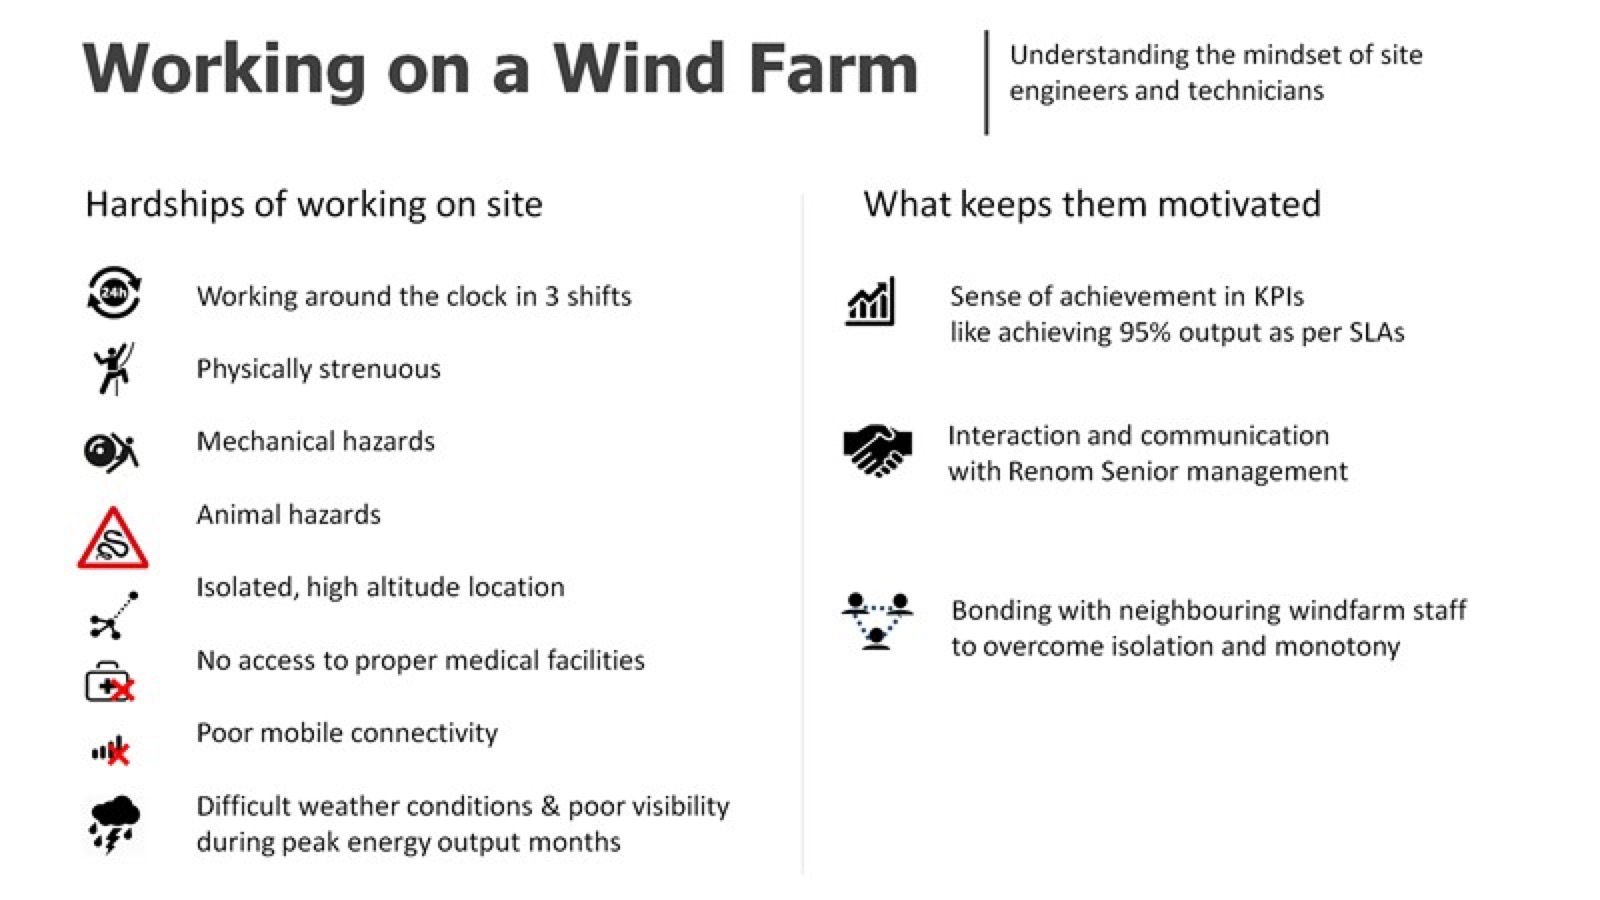 Working on a Wind Farm
Understanding the mindset of site
engineers and technicians
Hardships of working on site
24h
Working around the clock in 3 shifts
Physically strenuous
Mechanical hazards
Animal hazards
Isolated, high altitude location
No access to proper medical facilities
Poor mobile connectivity
Difficult weather conditions & poor visibility
during peak energy output months
What keeps them motivated
Sense of achievement in KPIs
like achieving 95% output as per SLAs
Interaction and communication
with Renom Senior management
Bonding with neighbouring windfarm staff
to overcome isolation and monotony